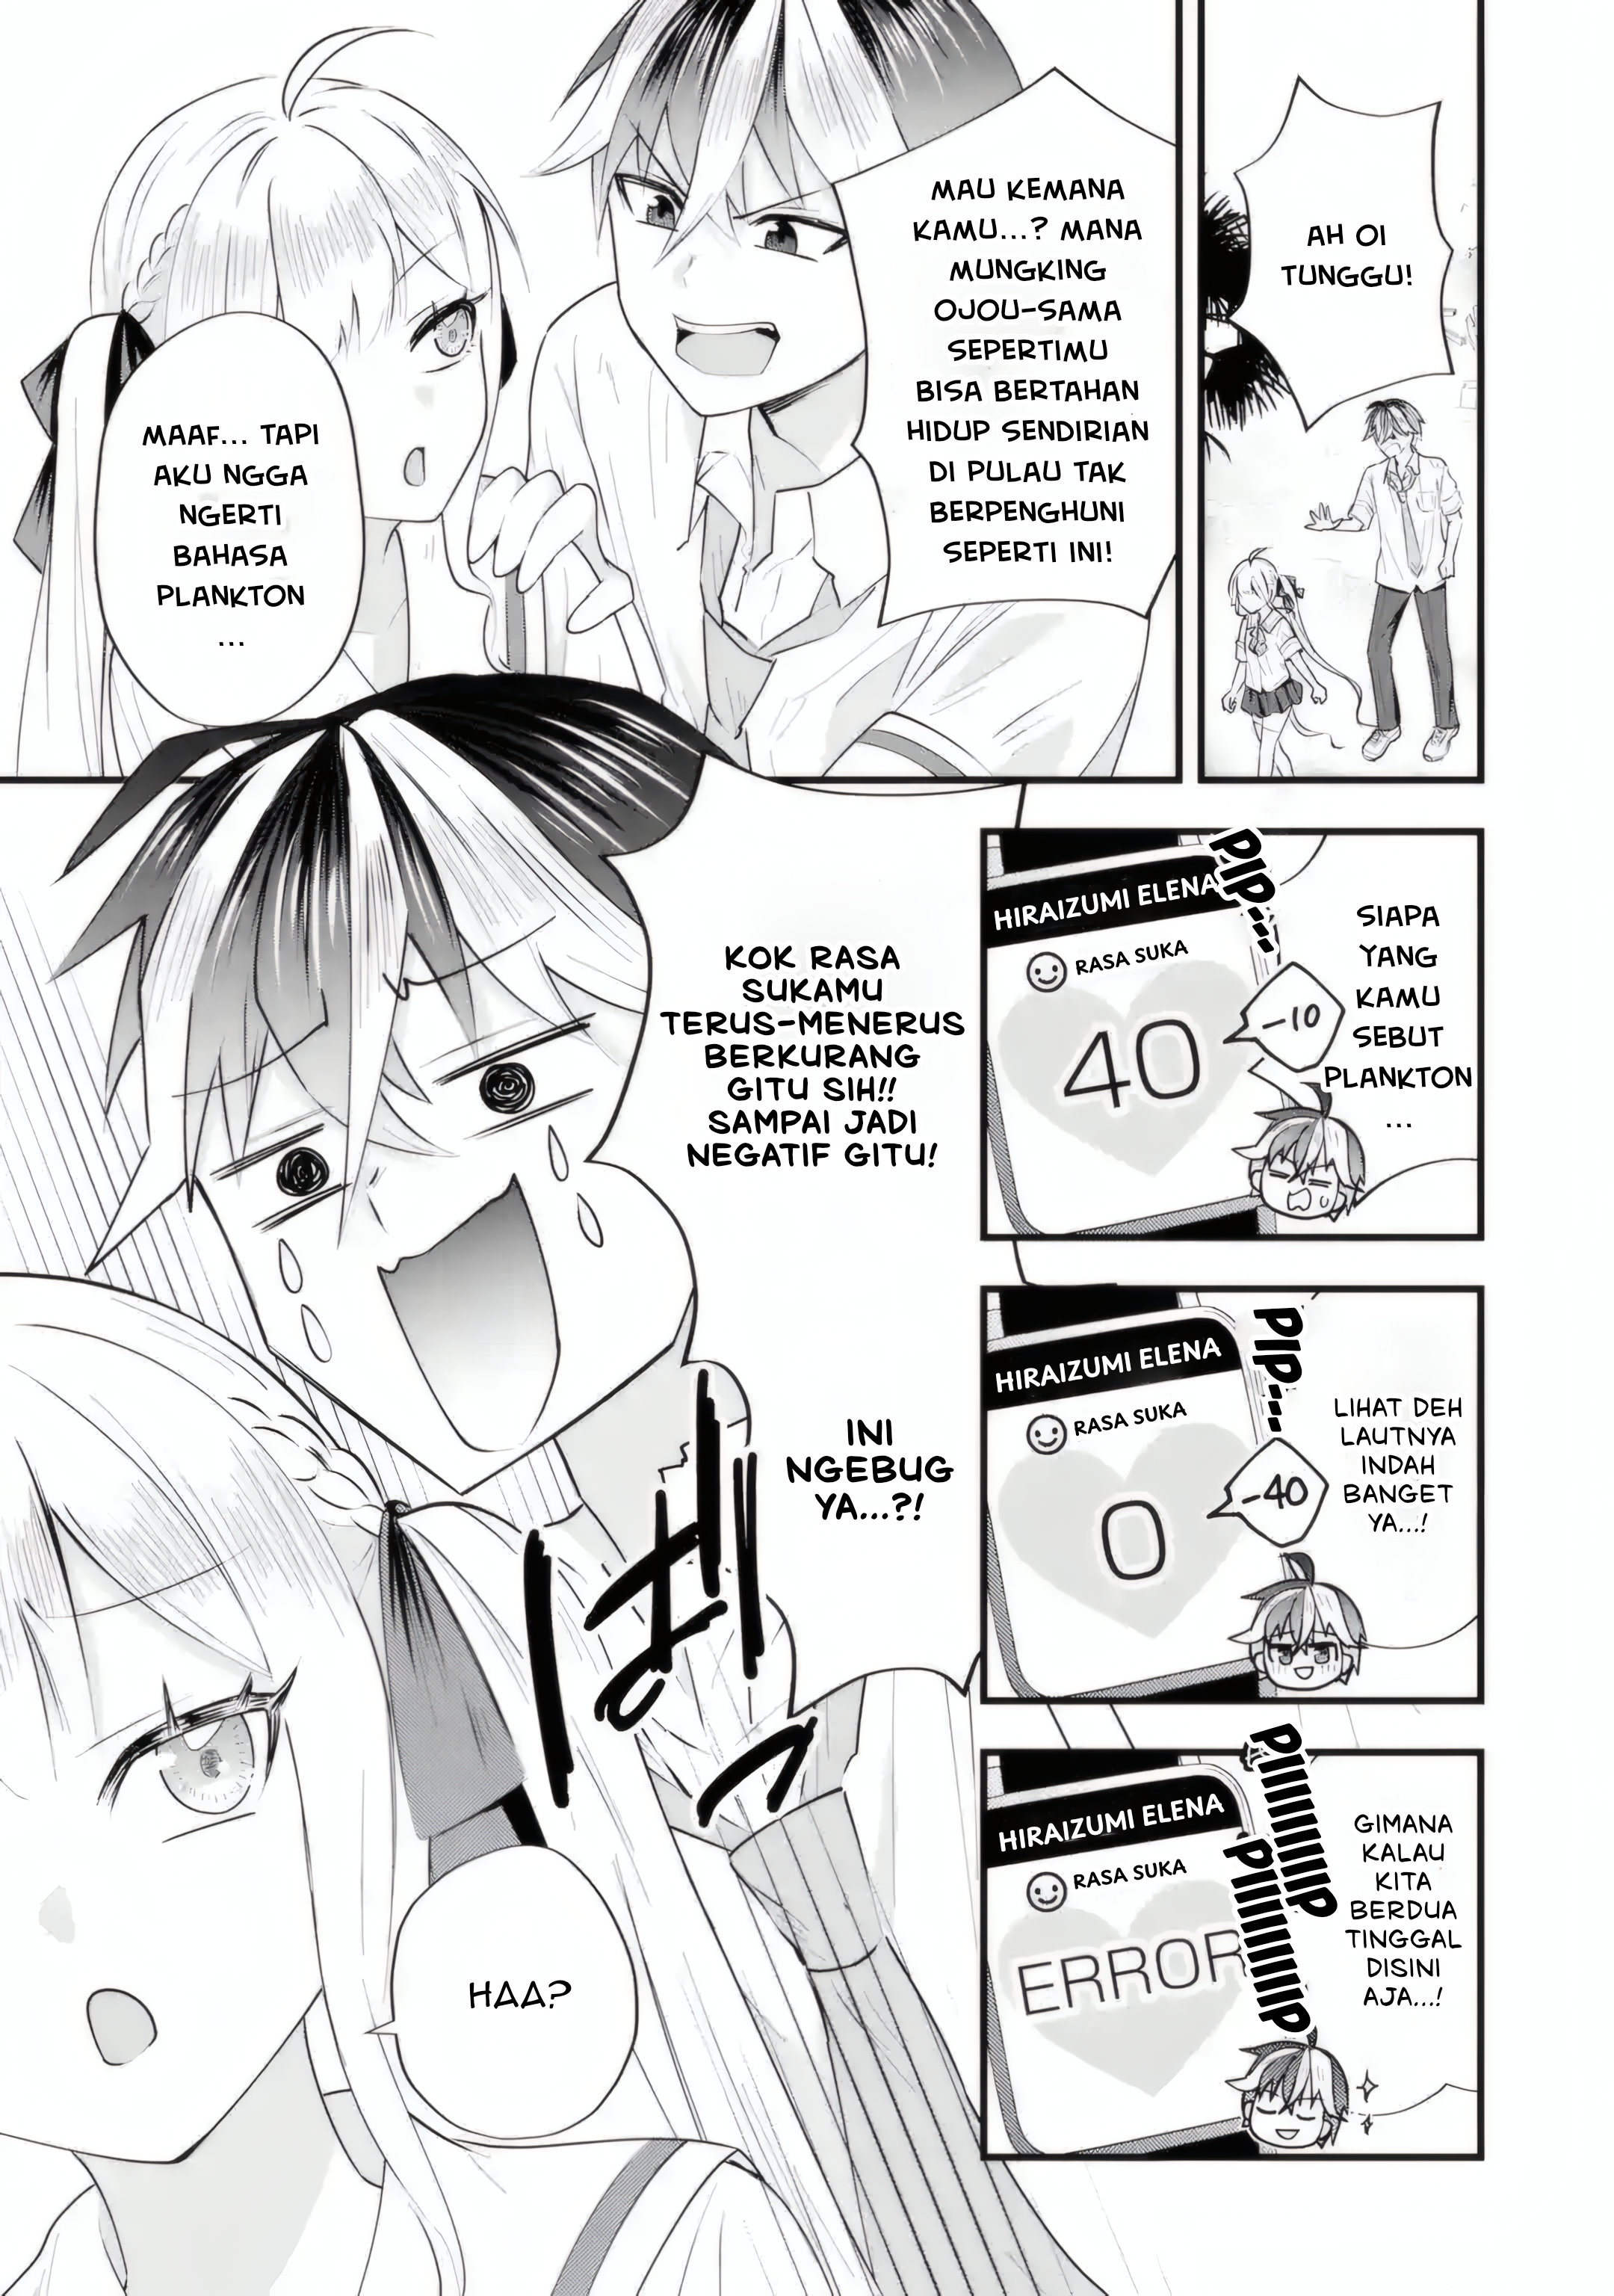 AH OI
TUNGGU!
MAU KEMANA
KAMU...? MANA
MUNGKING
OJOU-SAMA
SEPERTIMU
BISA BERTAHAN
HIDUP SENDIRIAN
DI PULAU TAK
BERPENGHUNI
SEPERTI INI!
MAAF... TAPI
AKU NGGA
NGERTI
BAHASA
PLANKTON
...
SIAPA
YANG
KAMU
SEBUT
PLANKTON
...
PIP...
HIRAIZUMI ELENA
RASA SUKA
40
-10
LIHAT DEH
LAUTNYA
INDAH
BANGET
YA...!
PIP...
HIRAIZUMI ELENA
RASA SUKA
0
-40
GIMANA
KALAU
KITA
BERDUA
TINGGAL
DISINI
AJA...!
PIIIIIIIP
PIIIIIIIP
HIRAIZUMI ELENA
RASA SUKA
ERROR
KOK RASA
SUKAMU
TERUS-MENERUS
BERKURANG
GITU SIH!!
SAMPAI JADI
NEGATIF GITU!
INI
NGEBUG
YA...?!
HAA?